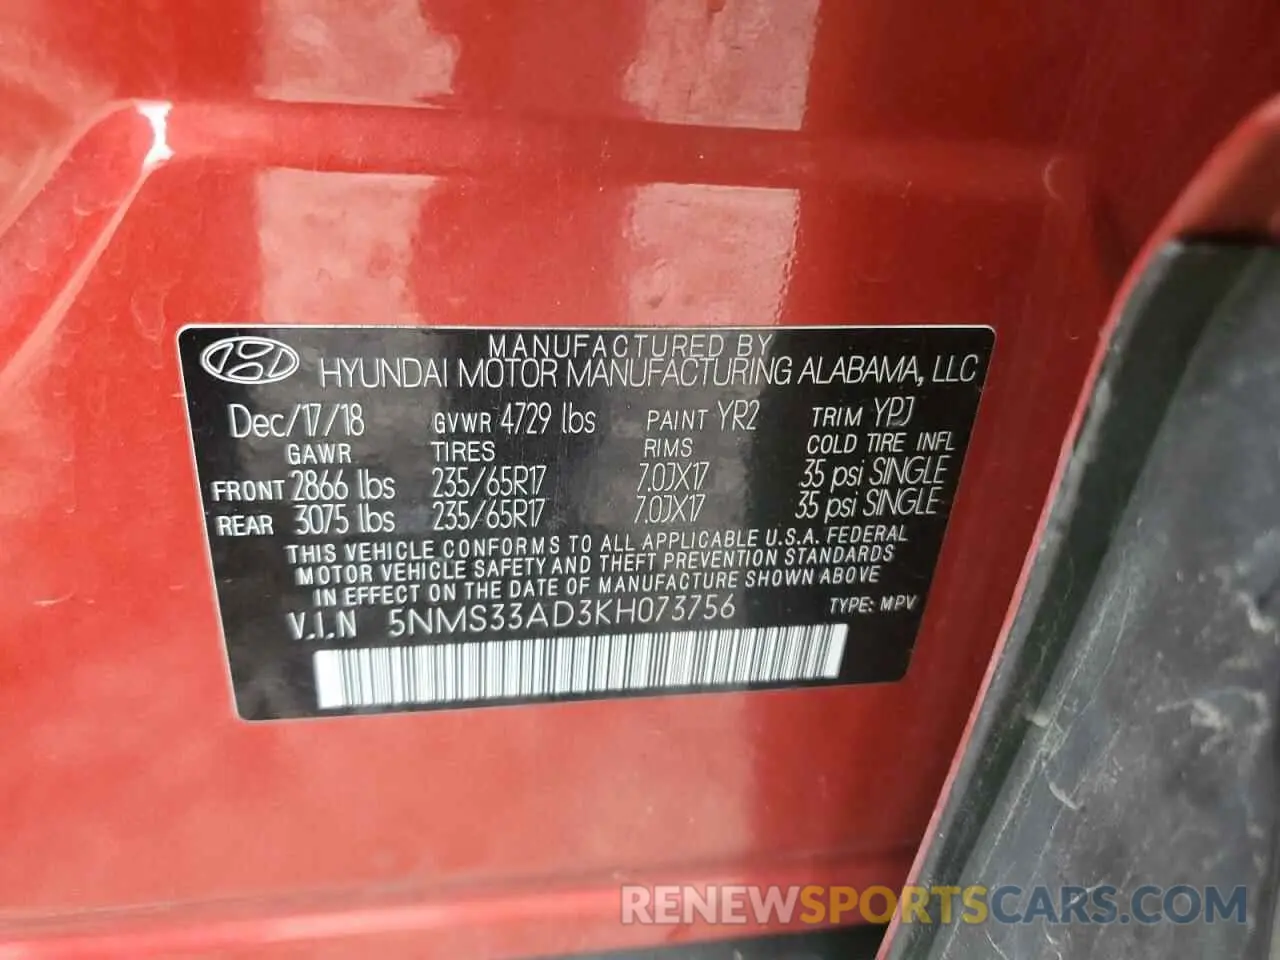 MANUFACTURED BY
HYUNDAI MOTOR MANUFACTURING ALABAMA, LLC
Dec/17/18 GVWR 4729 lbs PAINT YR2 TRIM YPJ
GAWR TIRES RIMS COLD TIRE INFL
FRONT 2866 lbs 235/65R17 7.0JX17 35 psi SINGLE
REAR 3075 lbs 235/65R17 7.0JX17 35 psi SINGLE
THIS VEHICLE CONFORMS TO ALL APPLICABLE U.S.A. FEDERAL
MOTOR VEHICLE SAFETY AND THEFT PREVENTION STANDARDS
IN EFFECT ON THE DATE OF MANUFACTURE SHOWN ABOVE
V.I.N 5NMS33AD3KH073756 TYPE: MPV
RENEWSPORTSCARS.COM